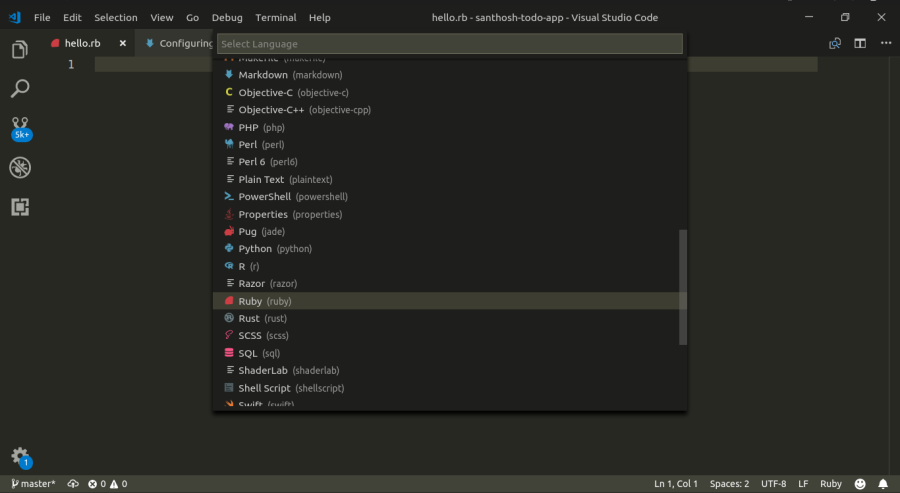 File Edit Selection View Go Debug Terminal Help hello.rb - santhosh-todo-app - Visual Studio Code
hello.rb Configuring
Select Language
1
Makefile (makefile)
Markdown (markdown)
Objective-C (objective-c)
Objective-C++ (objective-cpp)
PHP (php)
Perl (perl)
Perl 6 (perl6)
Plain Text (plaintext)
PowerShell (powershell)
Properties (properties)
Pug (jade)
Python (python)
R (r)
Razor (razor)
Ruby (ruby)
Rust (rust)
SCSS (scss)
SQL (sql)
ShaderLab (shaderlab)
Shell Script (shellscript)
Swift (swift)
5k+
1
master* 0 0 Ln 1, Col 1 Spaces: 2 UTF-8 LF Ruby